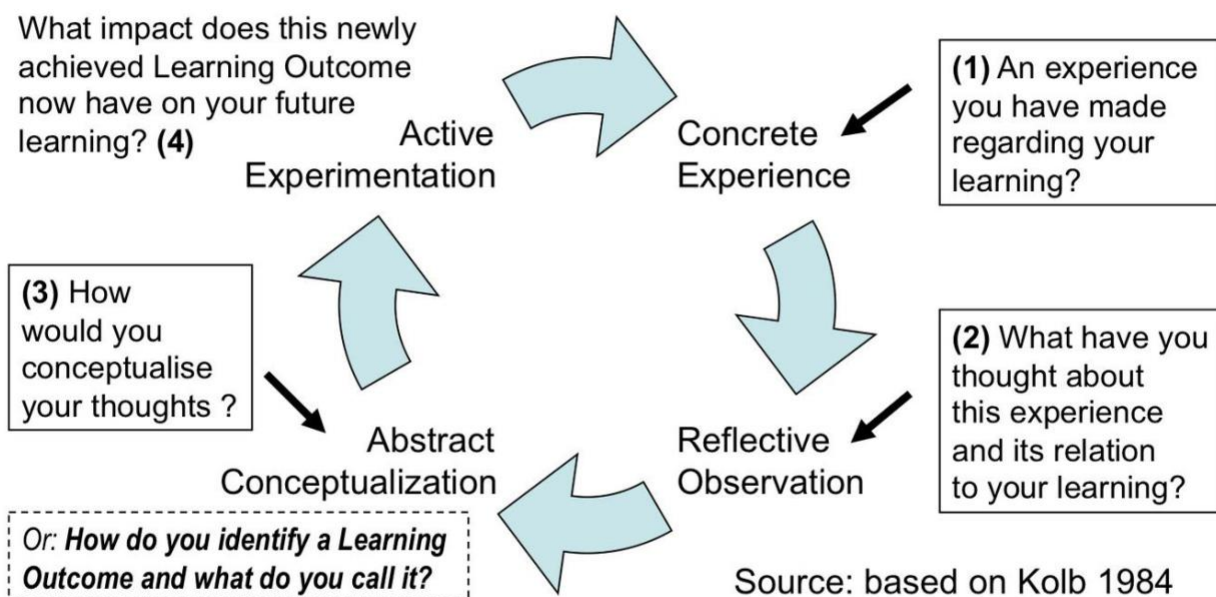 What impact does this newly
achieved Learning Outcome
now have on your future
learning? (4)
Active
Experimentation
Concrete
Experience
(1) An experience
you have made
regarding your
learning?
(2) What have you
thought about
this experience
and its relation
to your learning?
Reflective
Observation
(3) How
would you
conceptualise
your thoughts ?
Abstract
Conceptualization
Or: How do you identify a Learning
Outcome and what do you call it?
Source: based on Kolb 1984